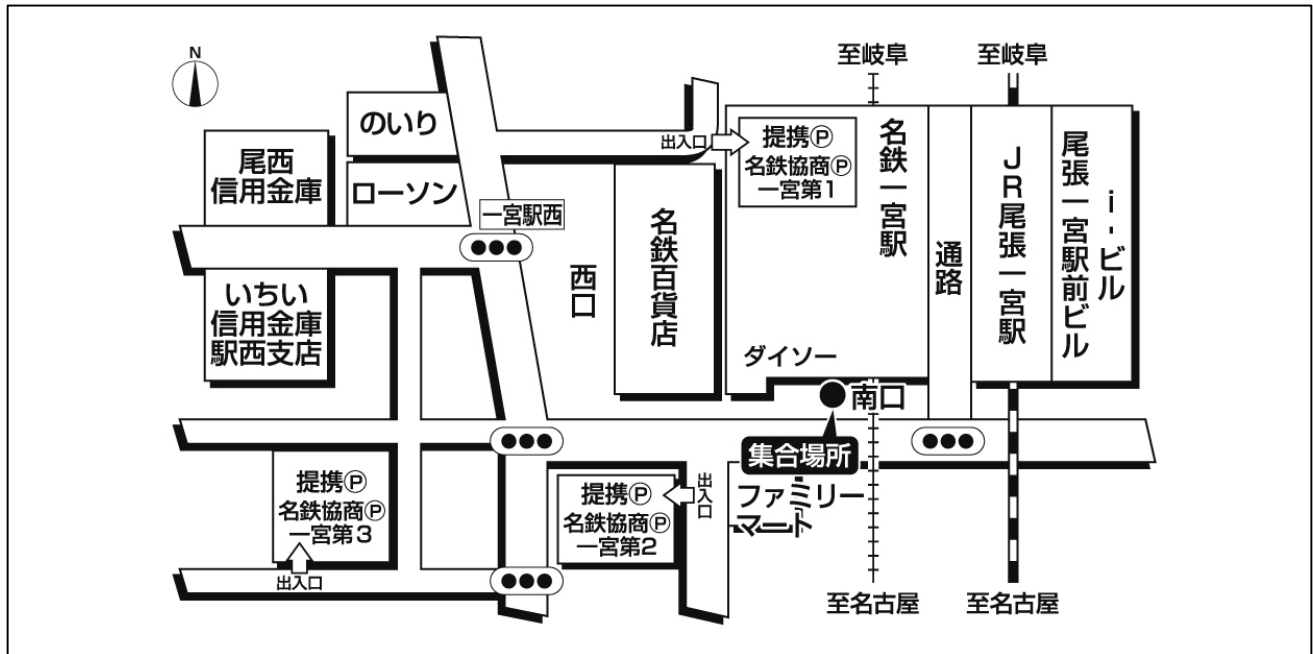 N
至岐阜
至岐阜
のいり
尾西
信用金庫
ローソン
一宮駅西
出入口
提携Ⓟ
名鉄協商Ⓟ
一宮第1
名鉄一宮駅
通路
JR尾張一宮駅
尾張一宮駅前ビル
i-ビル
いちい
信用金庫
駅西支店
西口
名鉄百貨店
ダイソー
南口
集合場所
提携Ⓟ
名鉄協商Ⓟ
一宮第3
出入口
提携Ⓟ
名鉄協商Ⓟ
一宮第2
出入口
ファミリー
マート
至名古屋
至名古屋